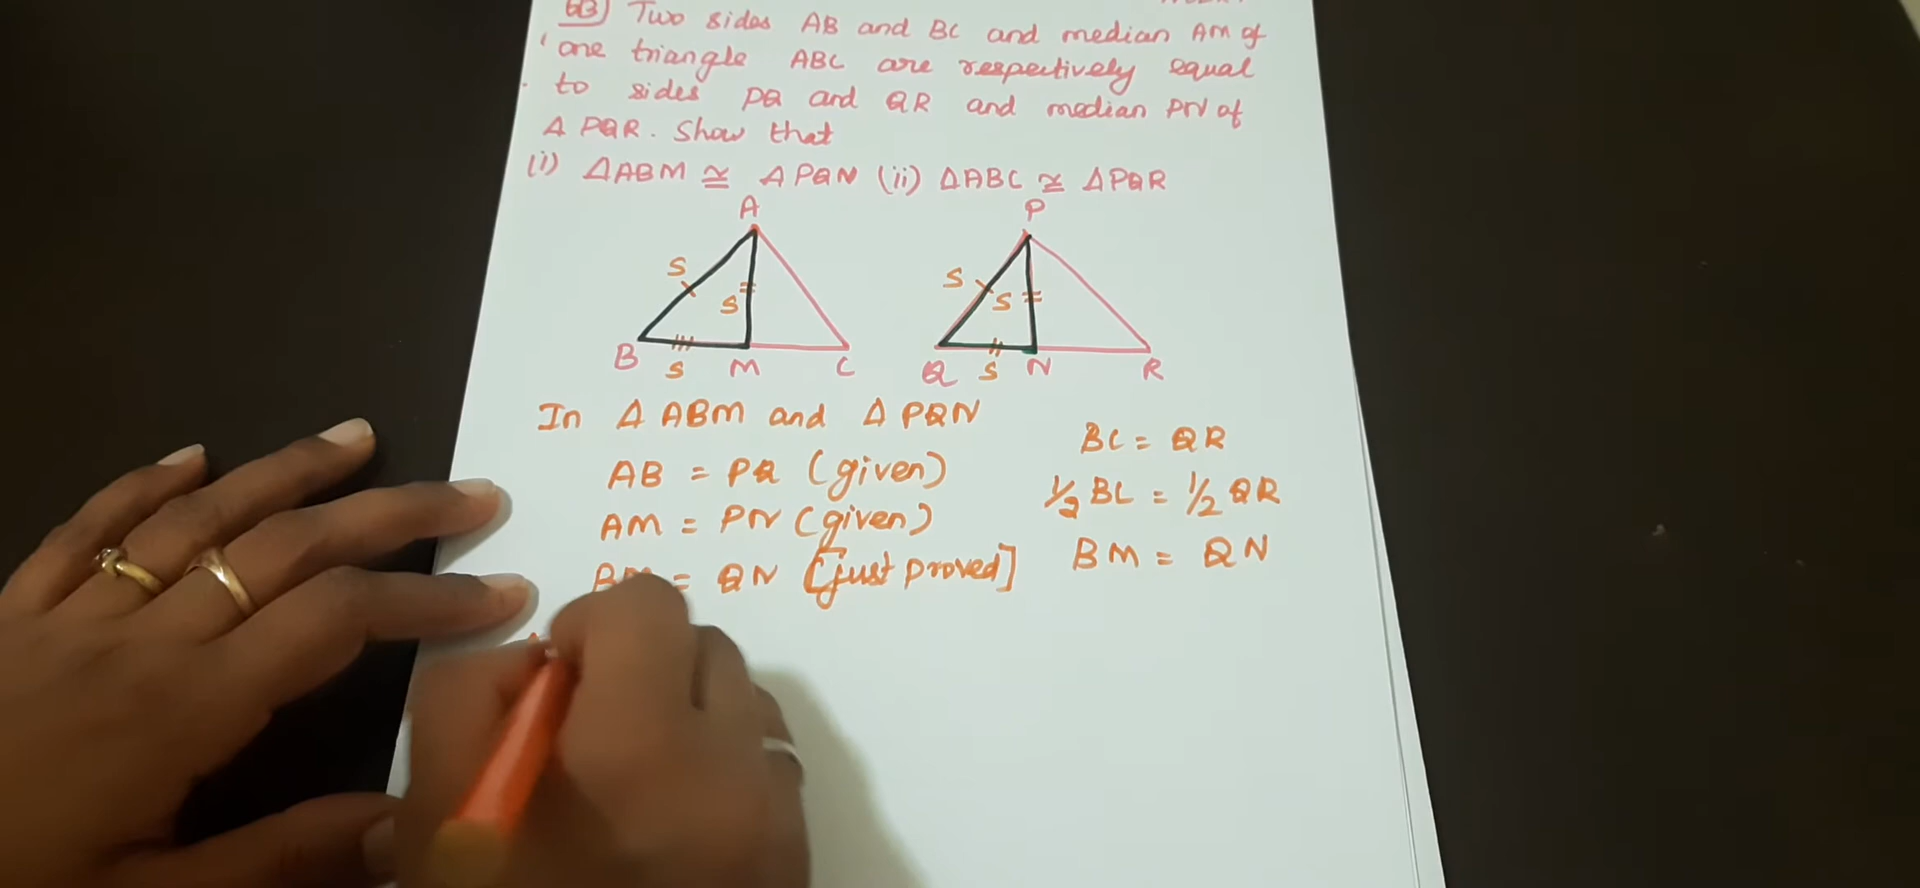 Q3) Two sides AB and BC and median AM of
one triangle ABC are respectively equal
to sides PQ and QR and median PN of
Δ PQR. Show that
(i) ΔABM ≅ ΔPQN (ii) ΔABC ≅ ΔPQR
A P
S S S S
B S M C Q S N R
In Δ ABM and Δ PQN
BC = QR
AB = PQ (given)
1/2 BC = 1/2 QR
AM = PN (given)
BM = QN
BM = QN [just proved]